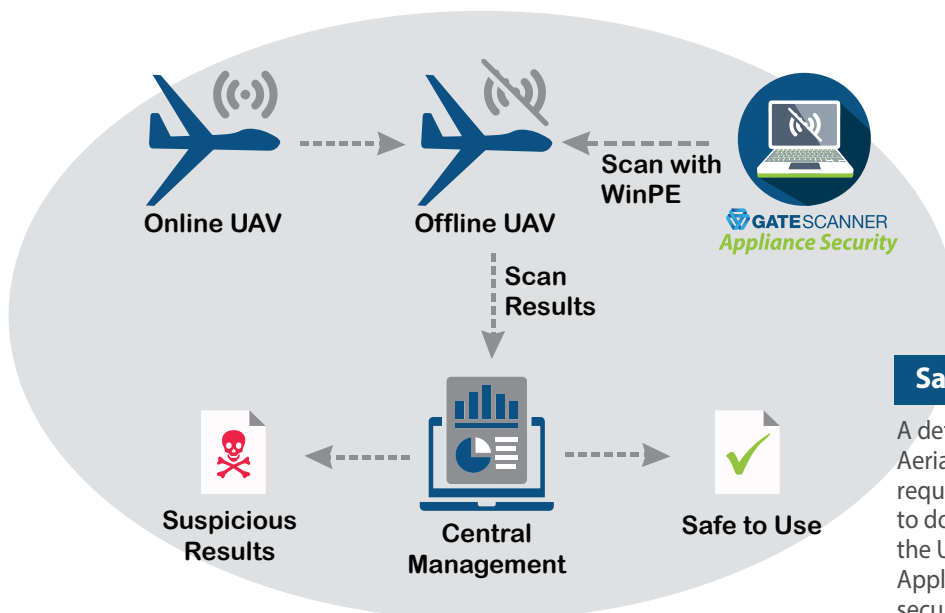 Online UAV
Offline UAV
Scan with
WinPE
GATESCANNER
Appliance Security
Scan
Results
Suspicious
Results
Central
Management
Safe to Use
Sa
A de
Aeria
requ
to do
the U
Appl
secu